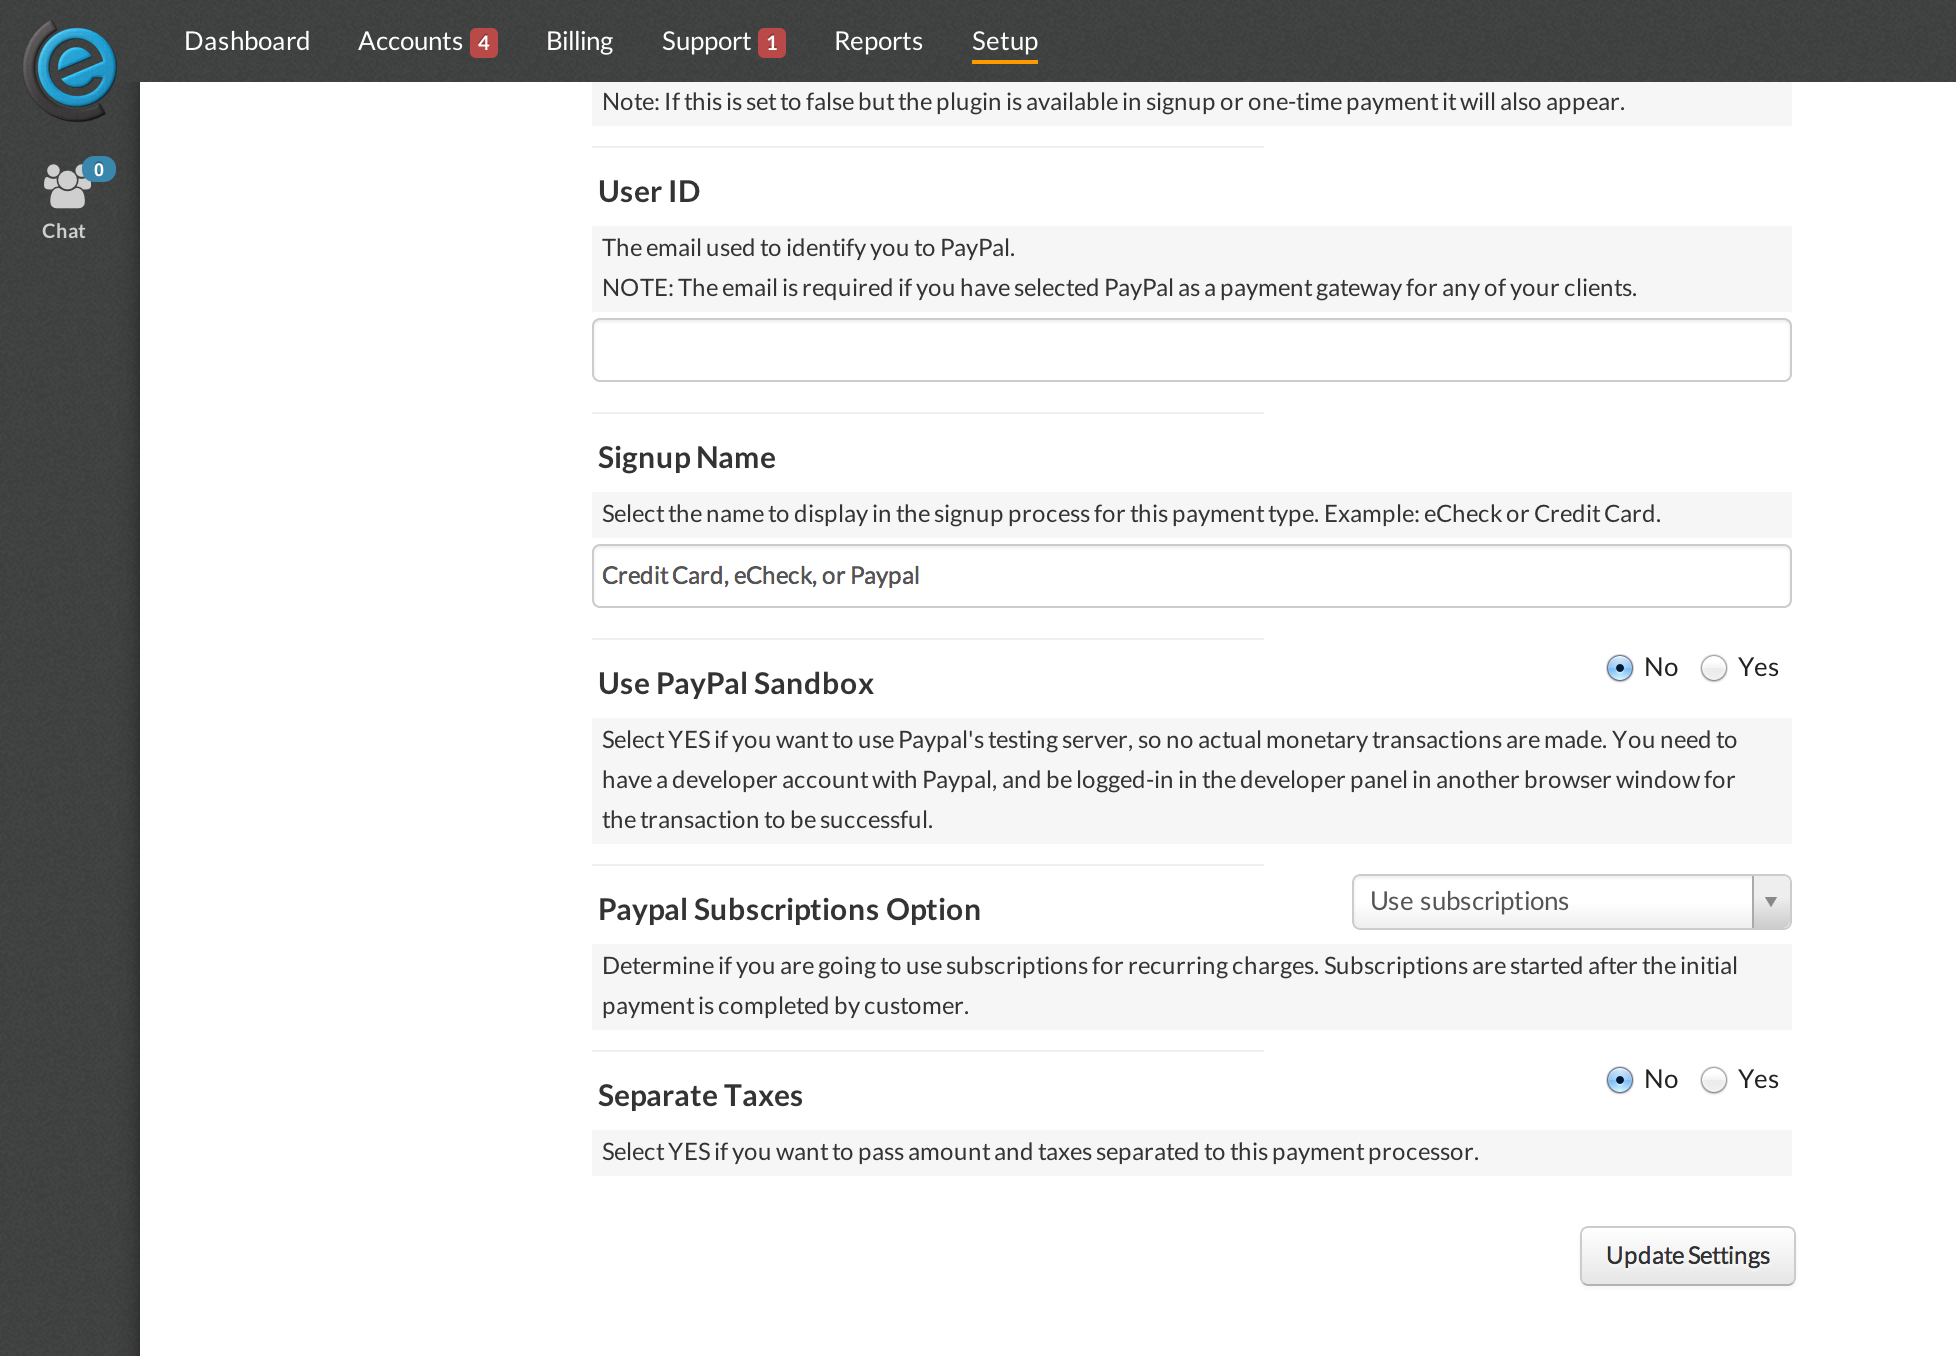 Dashboard Accounts 4 Billing Support 1 Reports Setup
0
Chat
Note: If this is set to false but the plugin is available in signup or one-time payment it will also appear.
User ID
The email used to identify you to PayPal.
NOTE: The email is required if you have selected PayPal as a payment gateway for any of your clients.
Signup Name
Select the name to display in the signup process for this payment type. Example: eCheck or Credit Card.
Credit Card, eCheck, or Paypal
Use PayPal Sandbox No Yes
Select YES if you want to use Paypal's testing server, so no actual monetary transactions are made. You need to
have a developer account with Paypal, and be logged-in in the developer panel in another browser window for
the transaction to be successful.
Paypal Subscriptions Option Use subscriptions
Determine if you are going to use subscriptions for recurring charges. Subscriptions are started after the initial
payment is completed by customer.
Separate Taxes No Yes
Select YES if you want to pass amount and taxes separated to this payment processor.
Update Settings